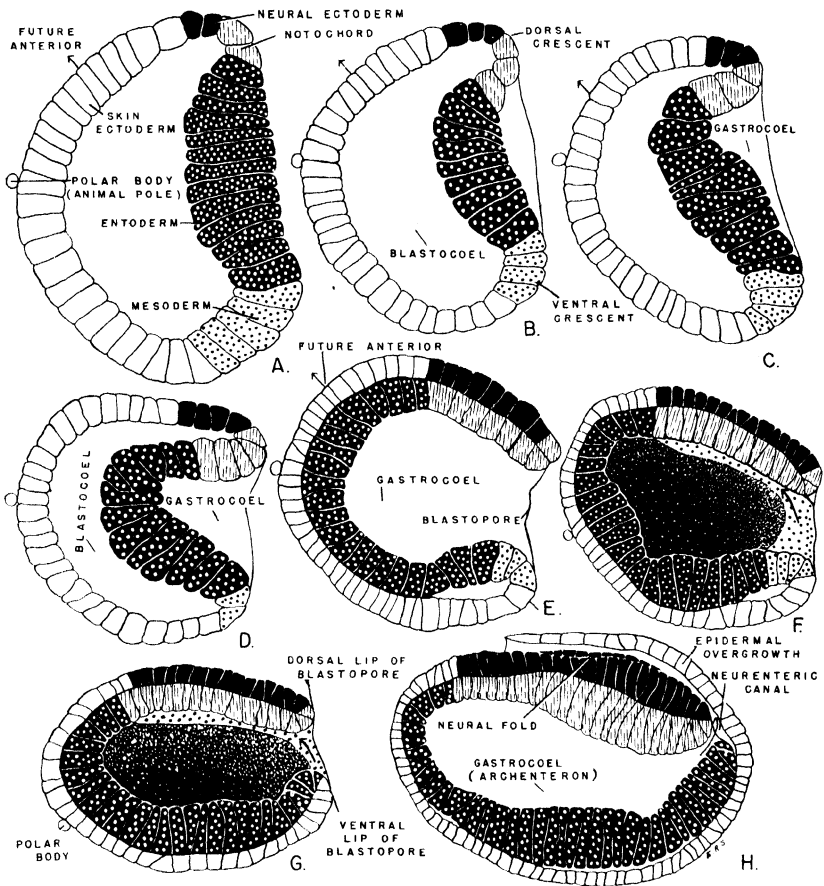 NEURAL ECTODERM
NOTOCHORD
FUTURE
ANTERIOR
SKIN
ECTODERM
POLAR BODY
(ANIMAL POLE)
ENTODERM
MESODERM
A.
DORSAL
CRESCENT
BLASTOCOEL
VENTRAL
CRESCENT
B.
GASTROCOEL
C.
BLASTOCOEL
GASTROCOEL
D.
FUTURE ANTERIOR
GASTROCOEL
BLASTOPORE
E.
F.
DORSAL LIP OF
BLASTOPORE
POLAR
BODY
VENTRAL
LIP OF
BLASTOPORE
G.
EPIDERMAL
OVERGROWTH
NEURENTERIC
CANAL
NEURAL FOLD
GASTROCOEL
(ARCHENTERON)
H.